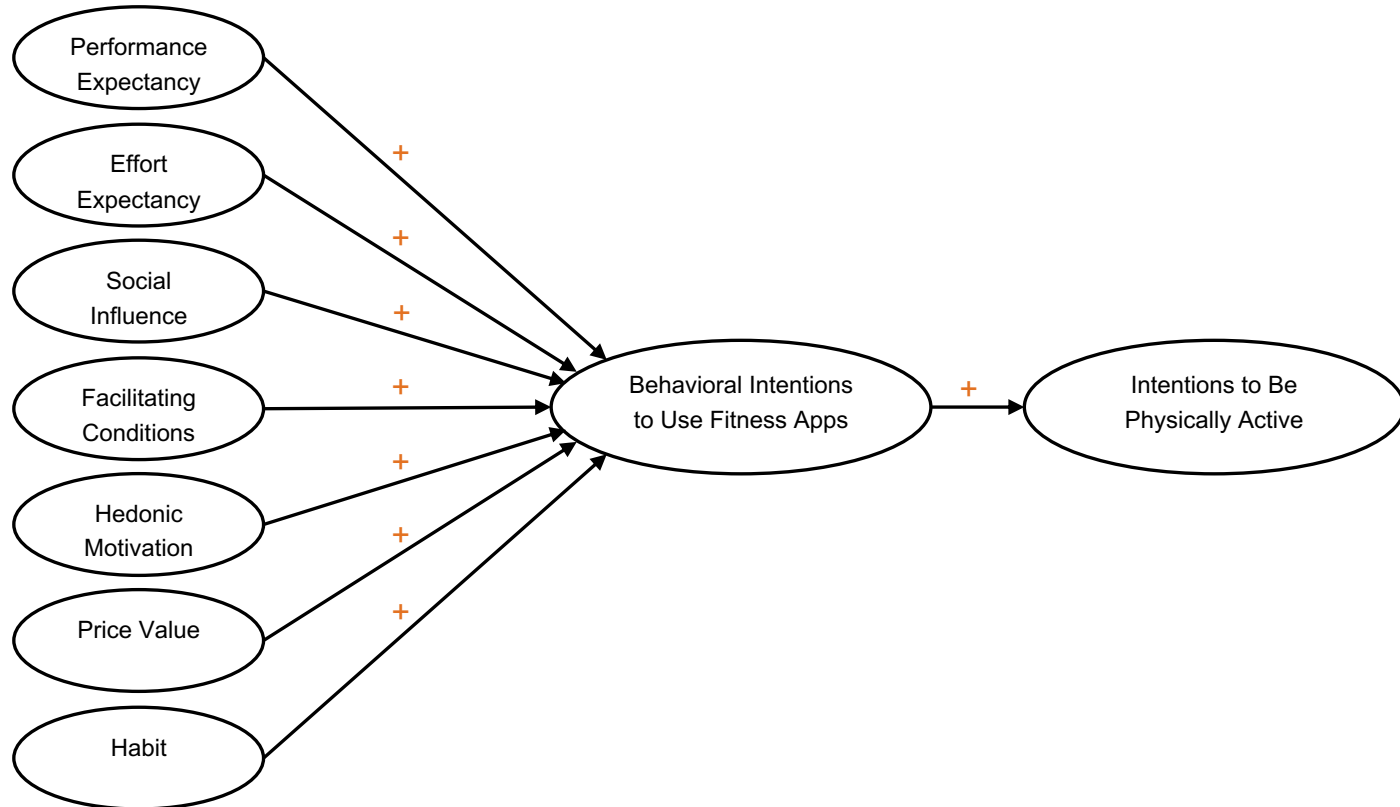 Performance
Expectancy
+
Effort
Expectancy
+
Social
Influence
+
Facilitating
Conditions
+
Hedonic
Motivation
+
Price Value
+
Habit
+
Behavioral Intentions
to Use Fitness Apps
+
Intentions to Be
Physically Active